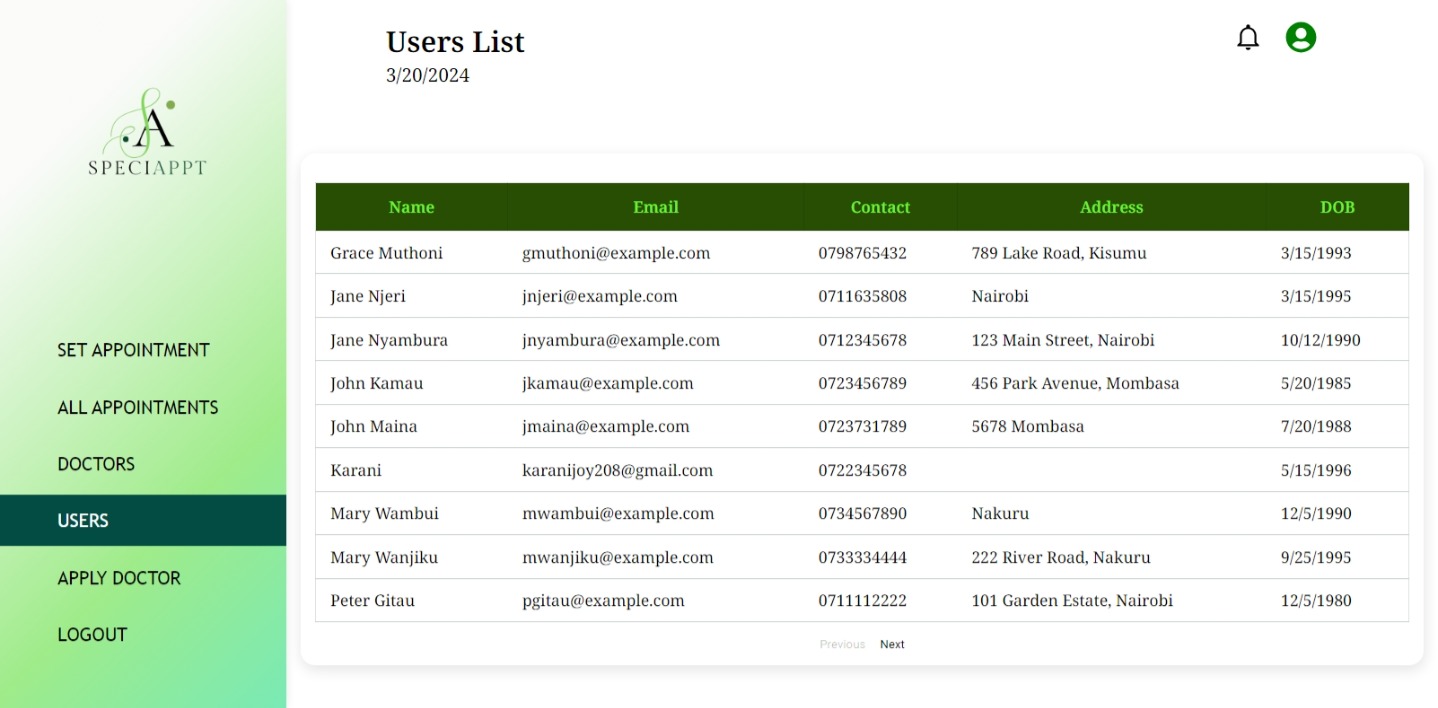 SPECIAPPT
SET APPOINTMENT
ALL APPOINTMENTS
DOCTORS
USERS
APPLY DOCTOR
LOGOUT
Users List
3/20/2024
Name Email Contact Address DOB
Grace Muthoni gmuthoni@example.com 0798765432 789 Lake Road, Kisumu 3/15/1993
Jane Njeri jnjeri@example.com 0711635808 Nairobi 3/15/1995
Jane Nyambura jnyambura@example.com 0712345678 123 Main Street, Nairobi 10/12/1990
John Kamau jkamau@example.com 0723456789 456 Park Avenue, Mombasa 5/20/1985
John Maina jmaina@example.com 0723731789 5678 Mombasa 7/20/1988
Karani karanijoy208@gmail.com 0722345678 5/15/1996
Mary Wambui mwambui@example.com 0734567890 Nakuru 12/5/1990
Mary Wanjiku mwanjiku@example.com 0733334444 222 River Road, Nakuru 9/25/1995
Peter Gitau pgitau@example.com 0711112222 101 Garden Estate, Nairobi 12/5/1980
Previous Next